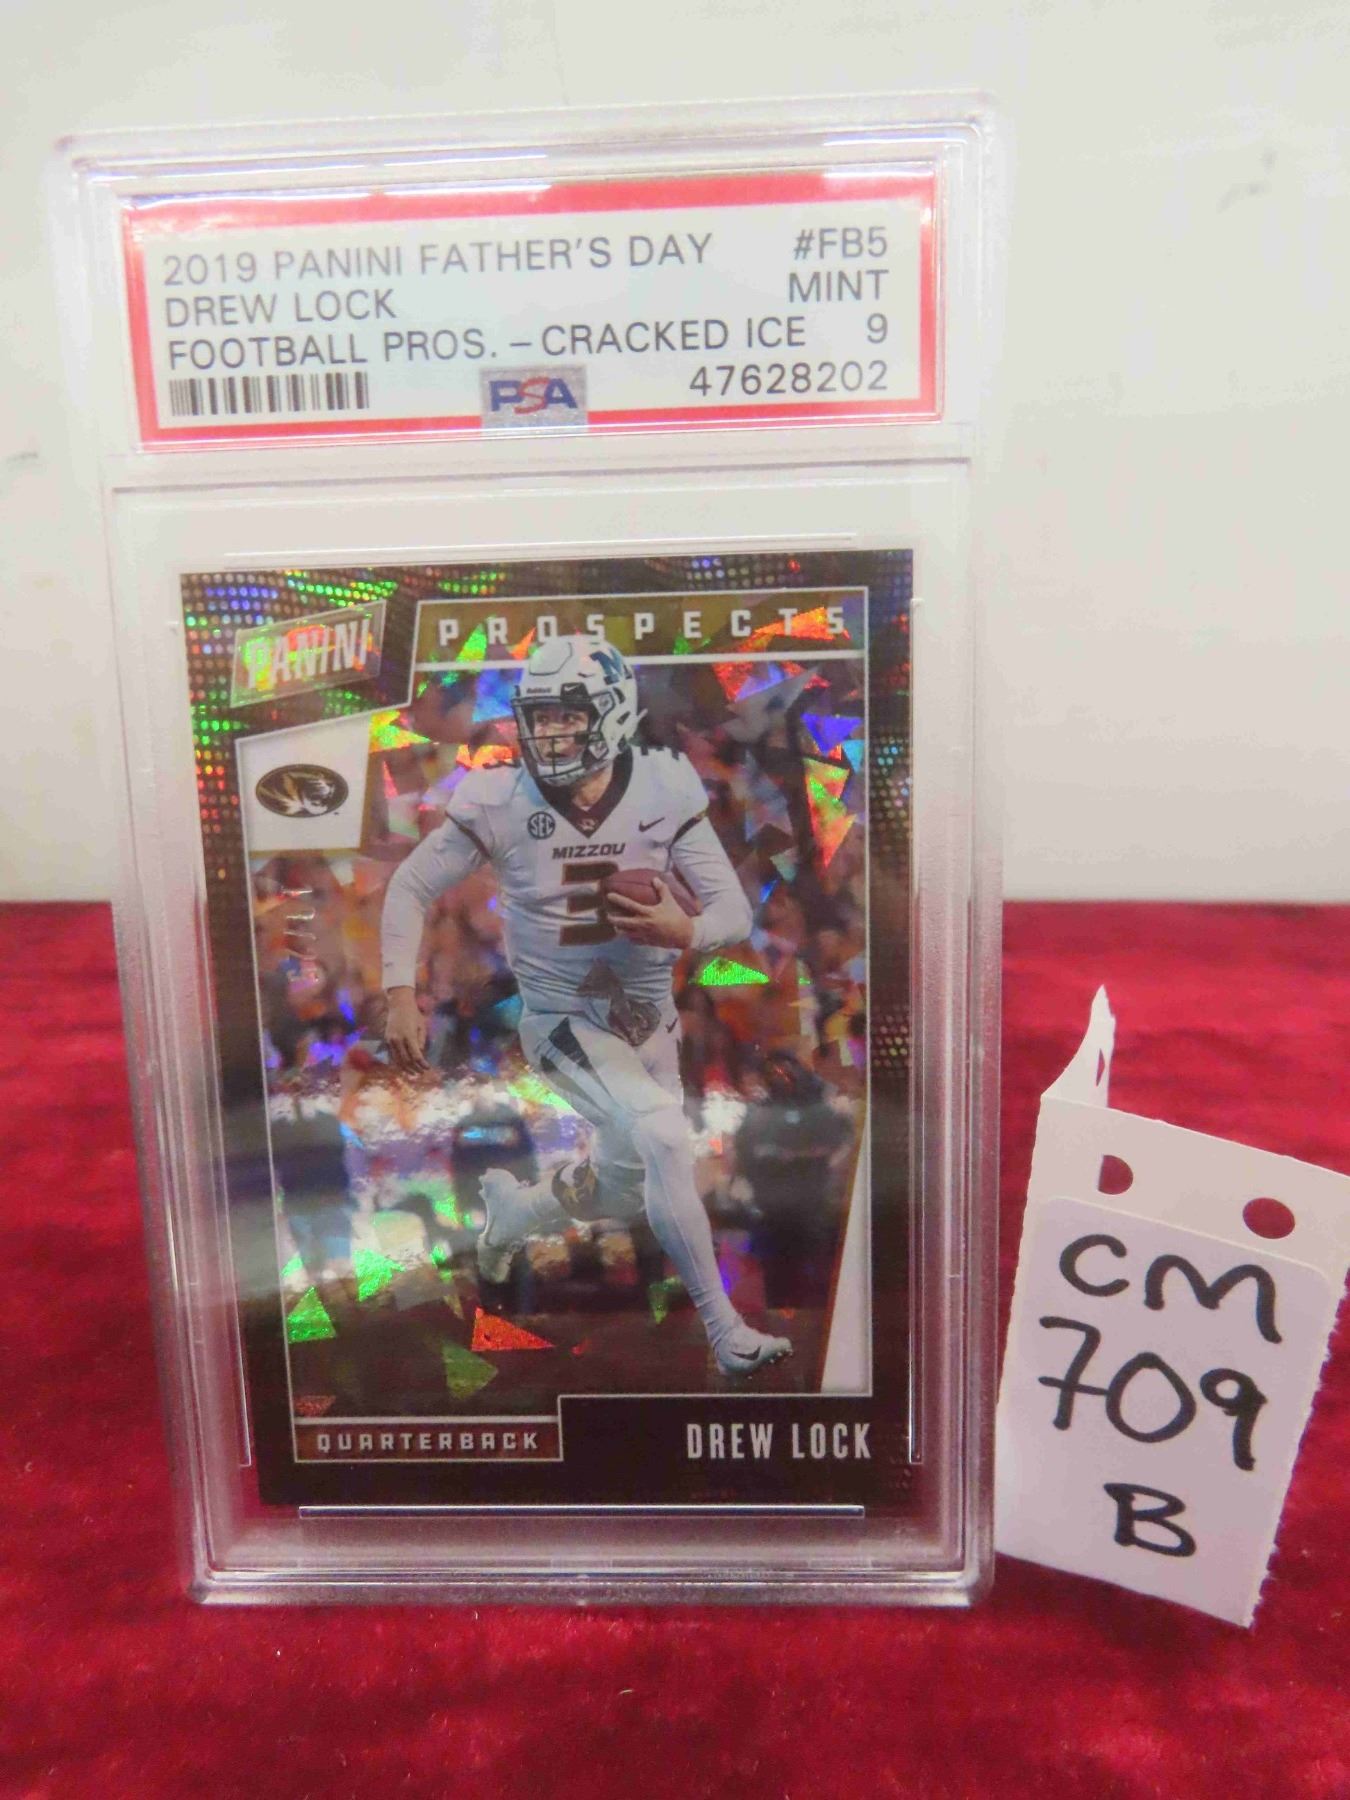 2019 PANINI FATHER'S DAY #FB5
DREW LOCK MINT
FOOTBALL PROS. – CRACKED ICE 9
47628202
PSA
PANINI
PROSPECTS
M
Riddell
SEC
MIZZOU
3
QUARTERBACK
DREW LOCK
CM
709
B